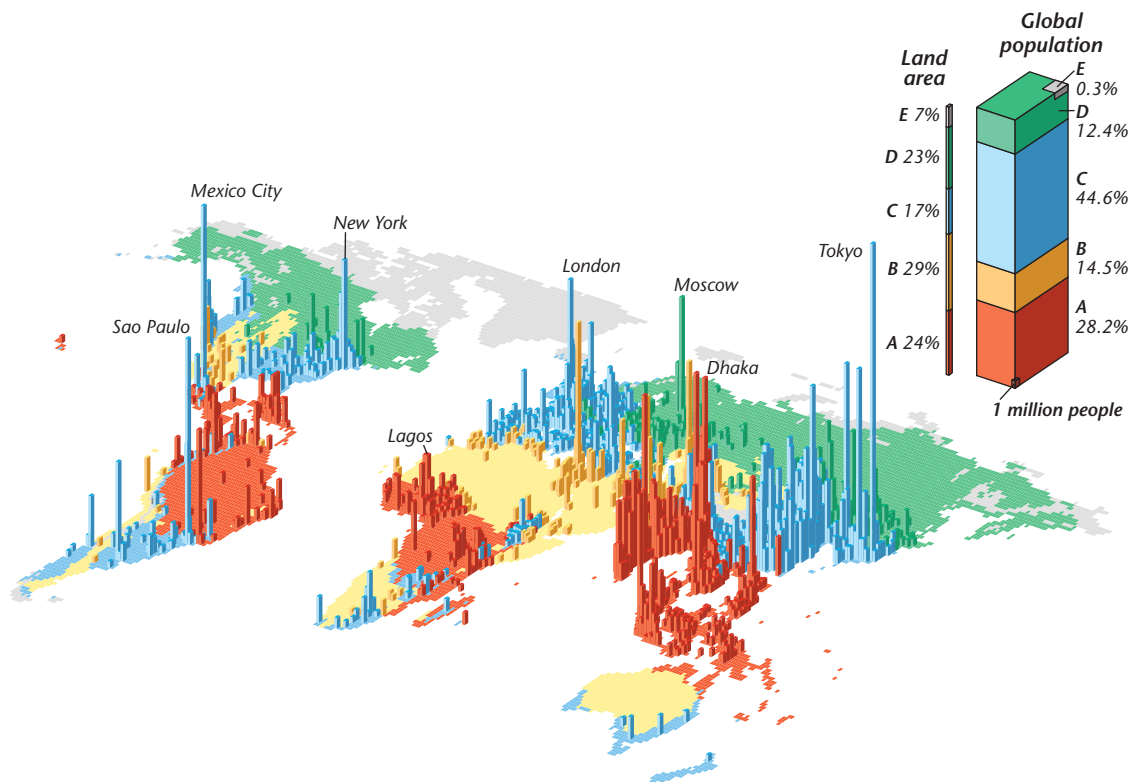 Global
population
Land
area
E
0.3%
D
12.4%
C
44.6%
B
14.5%
A
28.2%
1 million people
E 7%
D 23%
C 17%
B 29%
A 24%
Mexico City
New York
Sao Paulo
London
Moscow
Tokyo
Dhaka
Lagos